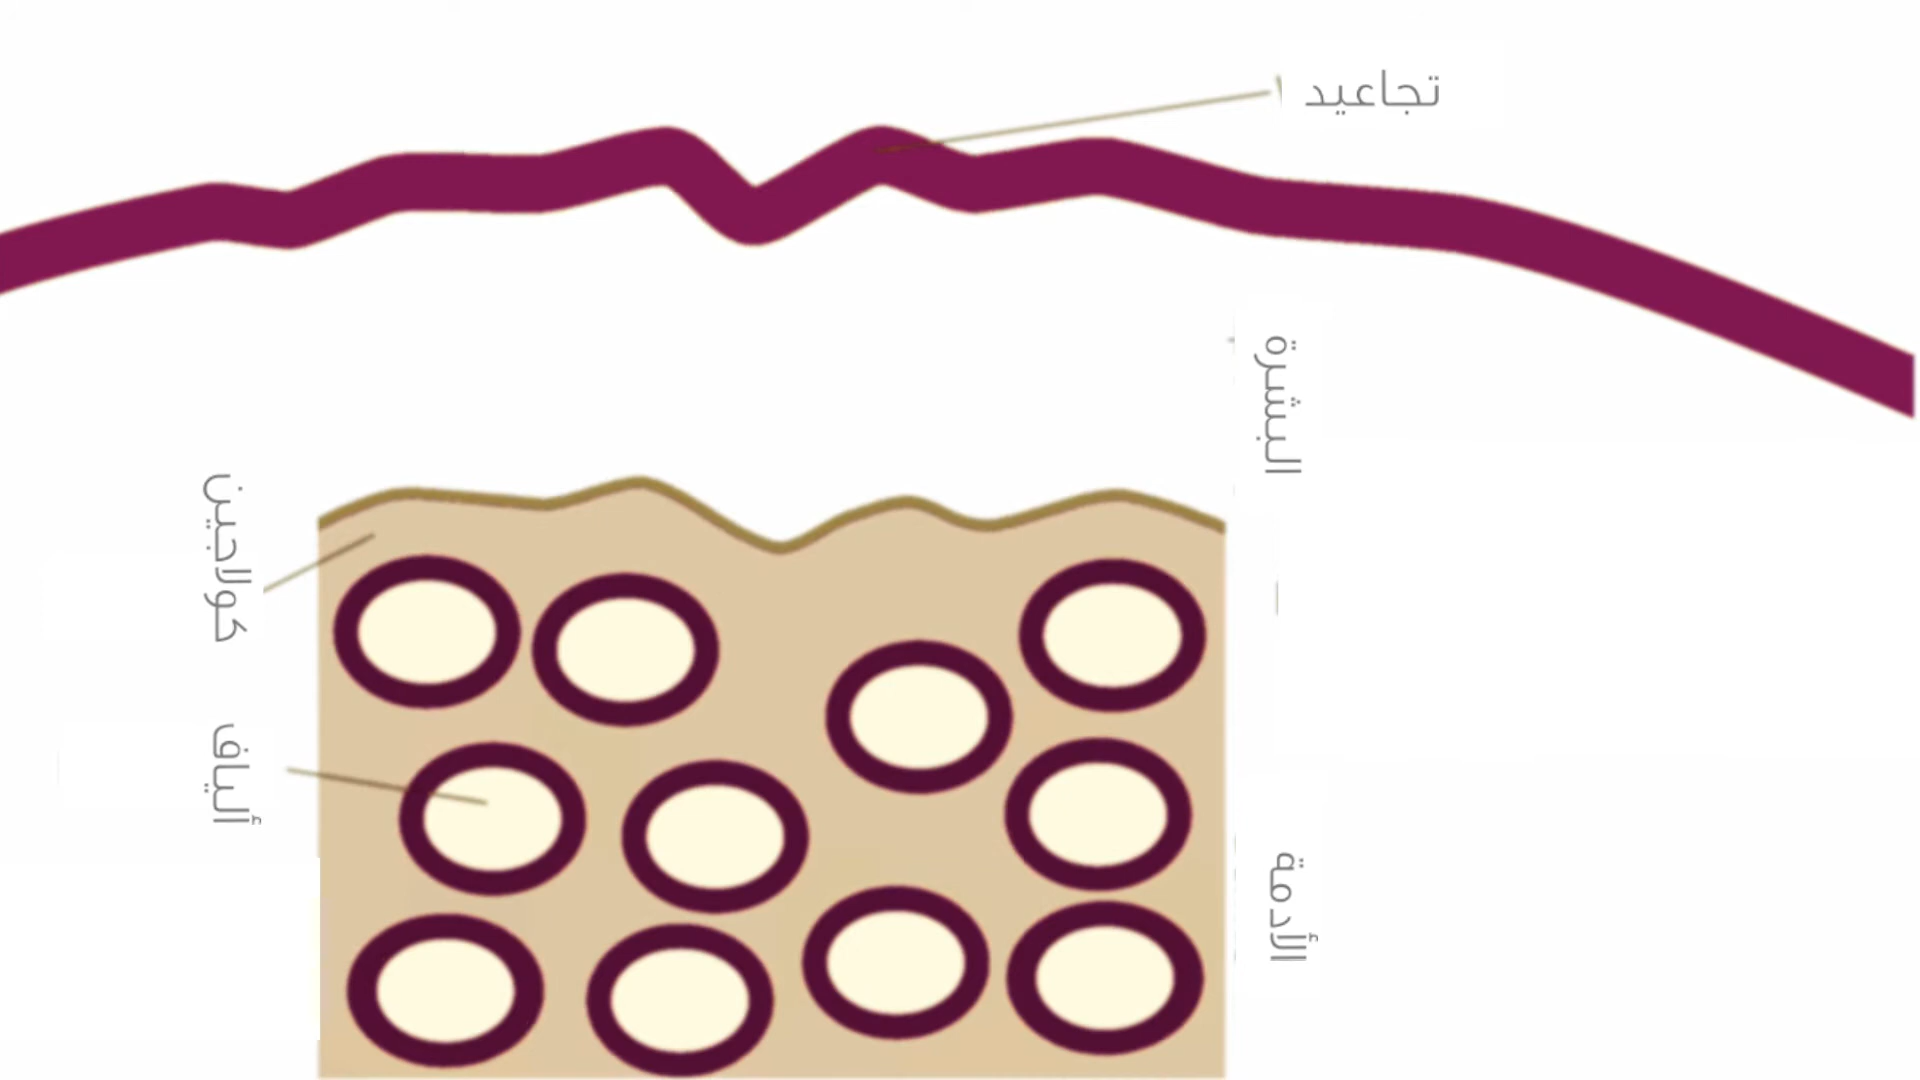 تجاعيد
البشرة
كولاجين
ألياف
الأدمة